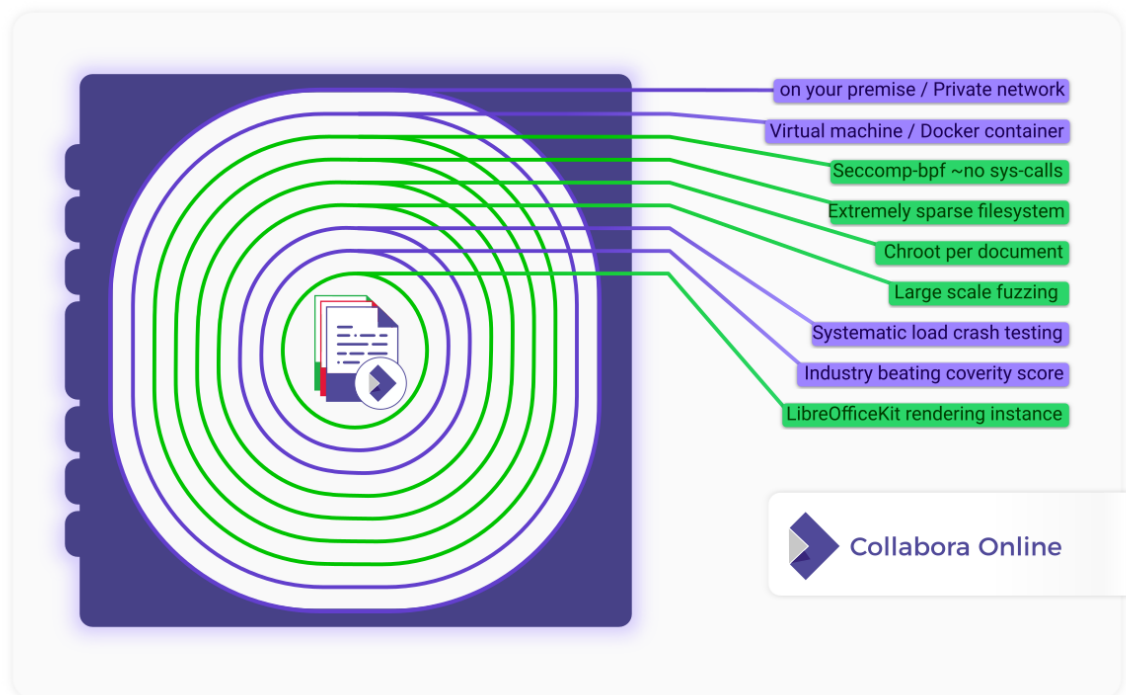 on your premise / Private network
Virtual machine / Docker container
Seccomp-bpf ~no sys-calls
Extremely sparse filesystem
Chroot per document
Large scale fuzzing
Systematic load crash testing
Industry beating coverity score
LibreOfficeKit rendering instance
Collabora Online